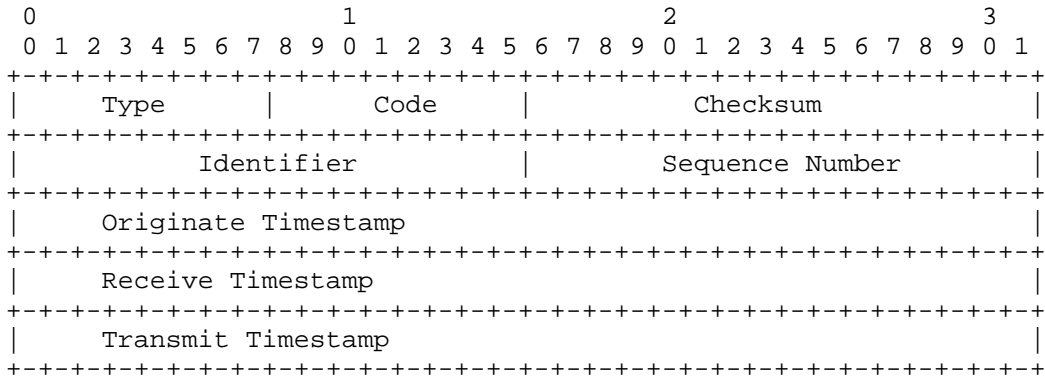 0                   1                   2                   3
 0 1 2 3 4 5 6 7 8 9 0 1 2 3 4 5 6 7 8 9 0 1 2 3 4 5 6 7 8 9 0 1
+-+-+-+-+-+-+-+-+-+-+-+-+-+-+-+-+-+-+-+-+-+-+-+-+-+-+-+-+-+-+-+-+
|     Type      |      Code     |          Checksum             |
+-+-+-+-+-+-+-+-+-+-+-+-+-+-+-+-+-+-+-+-+-+-+-+-+-+-+-+-+-+-+-+-+
|           Identifier          |        Sequence Number        |
+-+-+-+-+-+-+-+-+-+-+-+-+-+-+-+-+-+-+-+-+-+-+-+-+-+-+-+-+-+-+-+-+
|     Originate Timestamp                                       |
+-+-+-+-+-+-+-+-+-+-+-+-+-+-+-+-+-+-+-+-+-+-+-+-+-+-+-+-+-+-+-+-+
|     Receive Timestamp                                         |
+-+-+-+-+-+-+-+-+-+-+-+-+-+-+-+-+-+-+-+-+-+-+-+-+-+-+-+-+-+-+-+-+
|     Transmit Timestamp                                        |
+-+-+-+-+-+-+-+-+-+-+-+-+-+-+-+-+-+-+-+-+-+-+-+-+-+-+-+-+-+-+-+-+